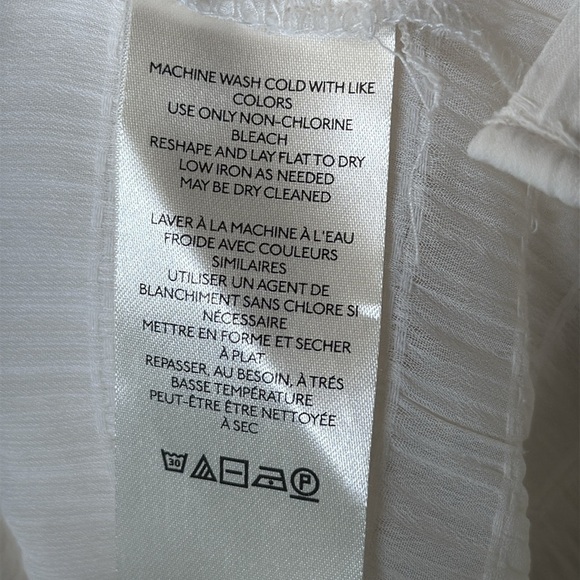 MACHINE WASH COLD WITH LIKE
COLORS
USE ONLY NON-CHLORINE
BLEACH
RESHAPE AND LAY FLAT TO DRY
LOW IRON AS NEEDED
MAY BE DRY CLEANED
LAVER À LA MACHINE À L'EAU
FROIDE AVEC COULEURS
SIMILAIRES
UTILISER UN AGENT DE
BLANCHIMENT SANS CHLORE SI
NÉCESSAIRE
METTRE EN FORME ET SECHER
À PLAT
REPASSER, AU BESOIN, À TRÉS
BASSE TEMPÉRATURE
PEUT-ÊTRE ÊTRE NETTOYÉE
À SEC
30 P